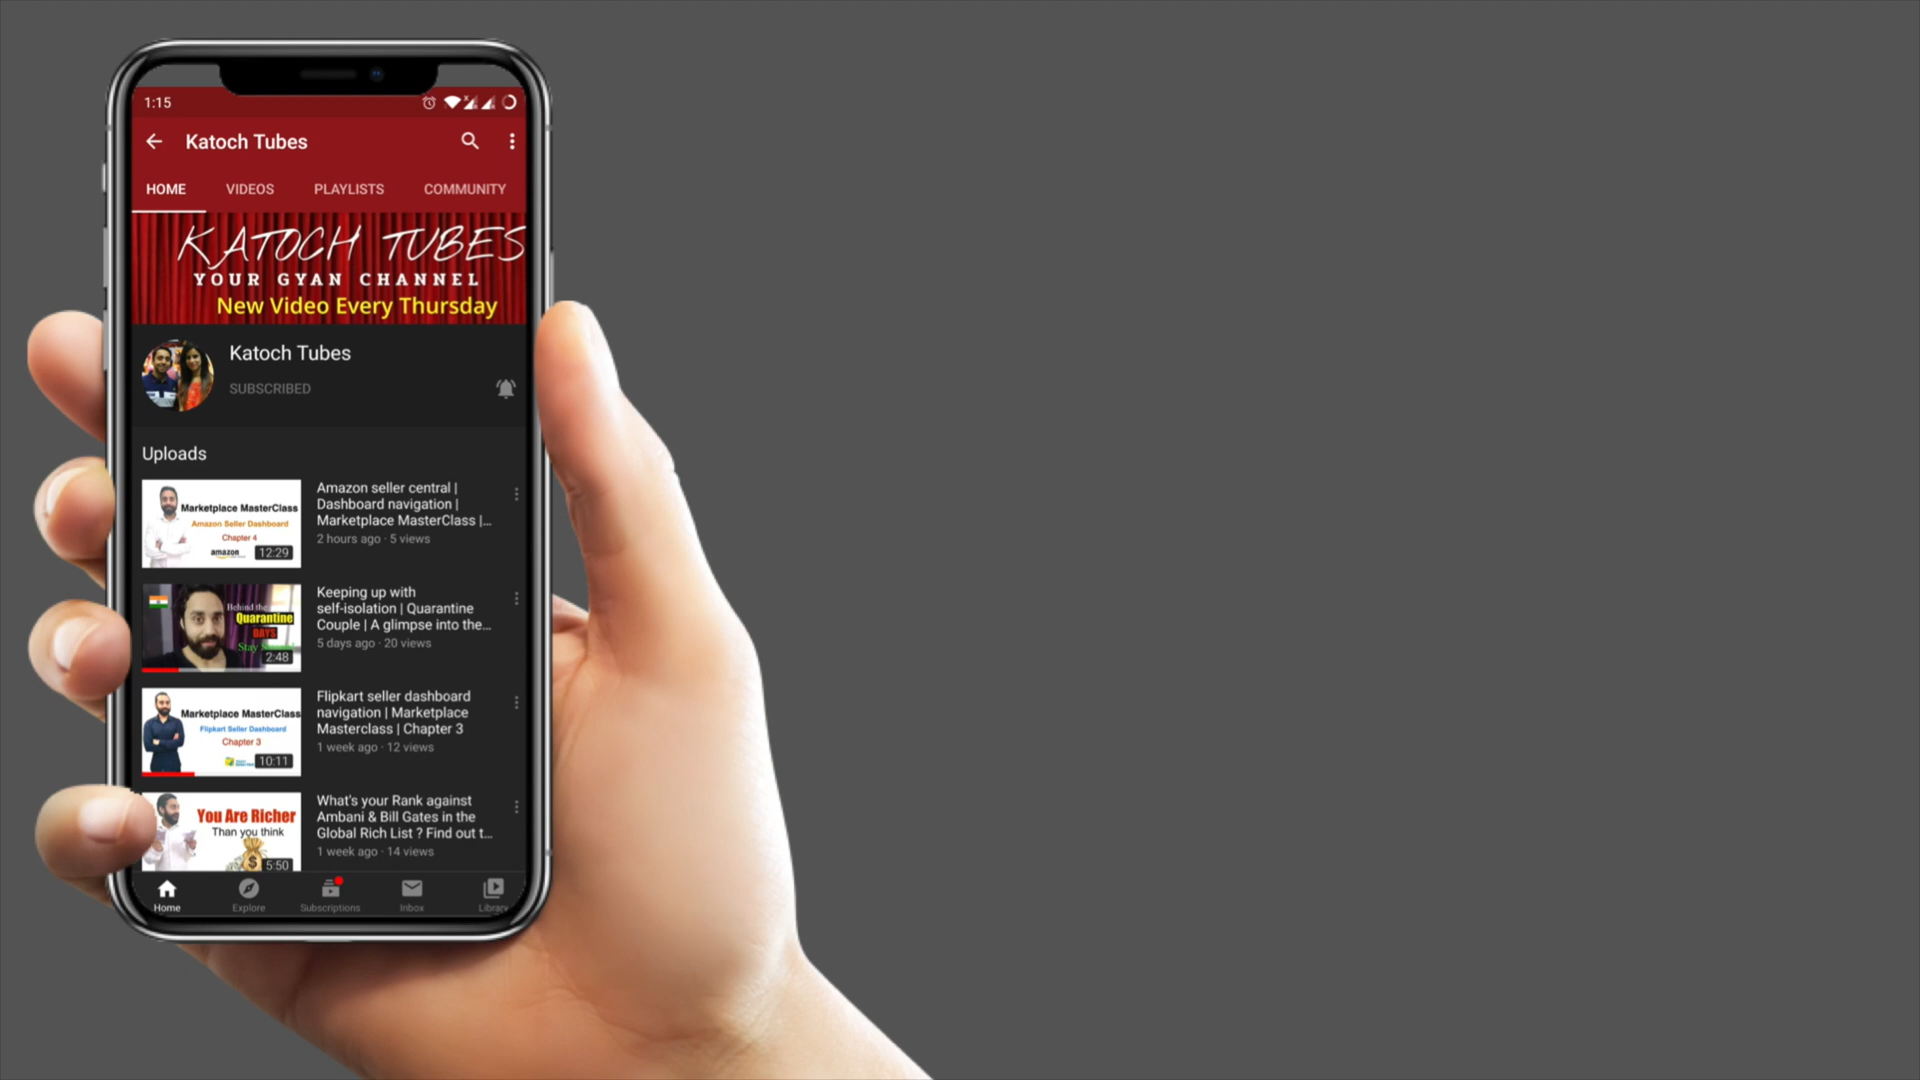 1:15
Katoch Tubes
HOME VIDEOS PLAYLISTS COMMUNITY
KATOCH TUBES
YOUR GYAN CHANNEL
New Video Every Thursday
Katoch Tubes
SUBSCRIBED
Uploads
Marketplace MasterClass
Amazon Seller Dashboard
Chapter 4
amazon
12:29
Amazon seller central |
Dashboard navigation |
Marketplace MasterClass |...
2 hours ago · 5 views
Behind the
Quarantine
DAYS
Stay
2:48
Keeping up with
self-isolation | Quarantine
Couple | A glimpse into the...
5 days ago · 20 views
Marketplace MasterClass
Flipkart Seller Dashboard
Chapter 3
10:11
Flipkart seller dashboard
navigation | Marketplace
Masterclass | Chapter 3
1 week ago · 12 views
You Are Richer
Than you think
$
5:50
What's your Rank against
Ambani & Bill Gates in the
Global Rich List ? Find out t...
1 week ago · 14 views
Home Explore Subscriptions Inbox Library